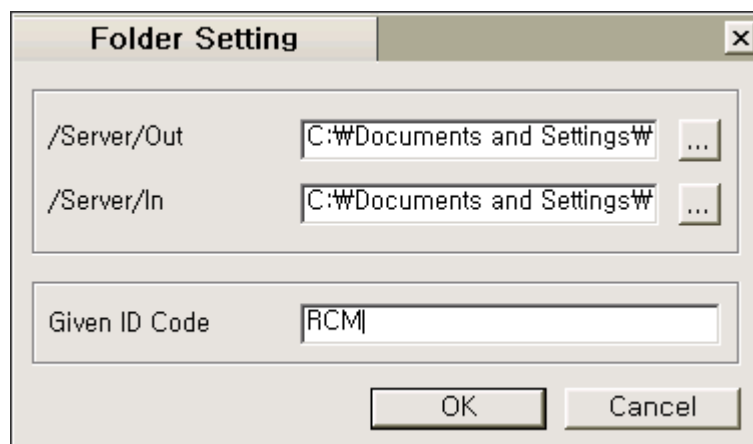 Folder Setting
/Server/Out C:₩Documents and Settings₩ ...
/Server/In C:₩Documents and Settings₩ ...
Given ID Code RCM
OK Cancel